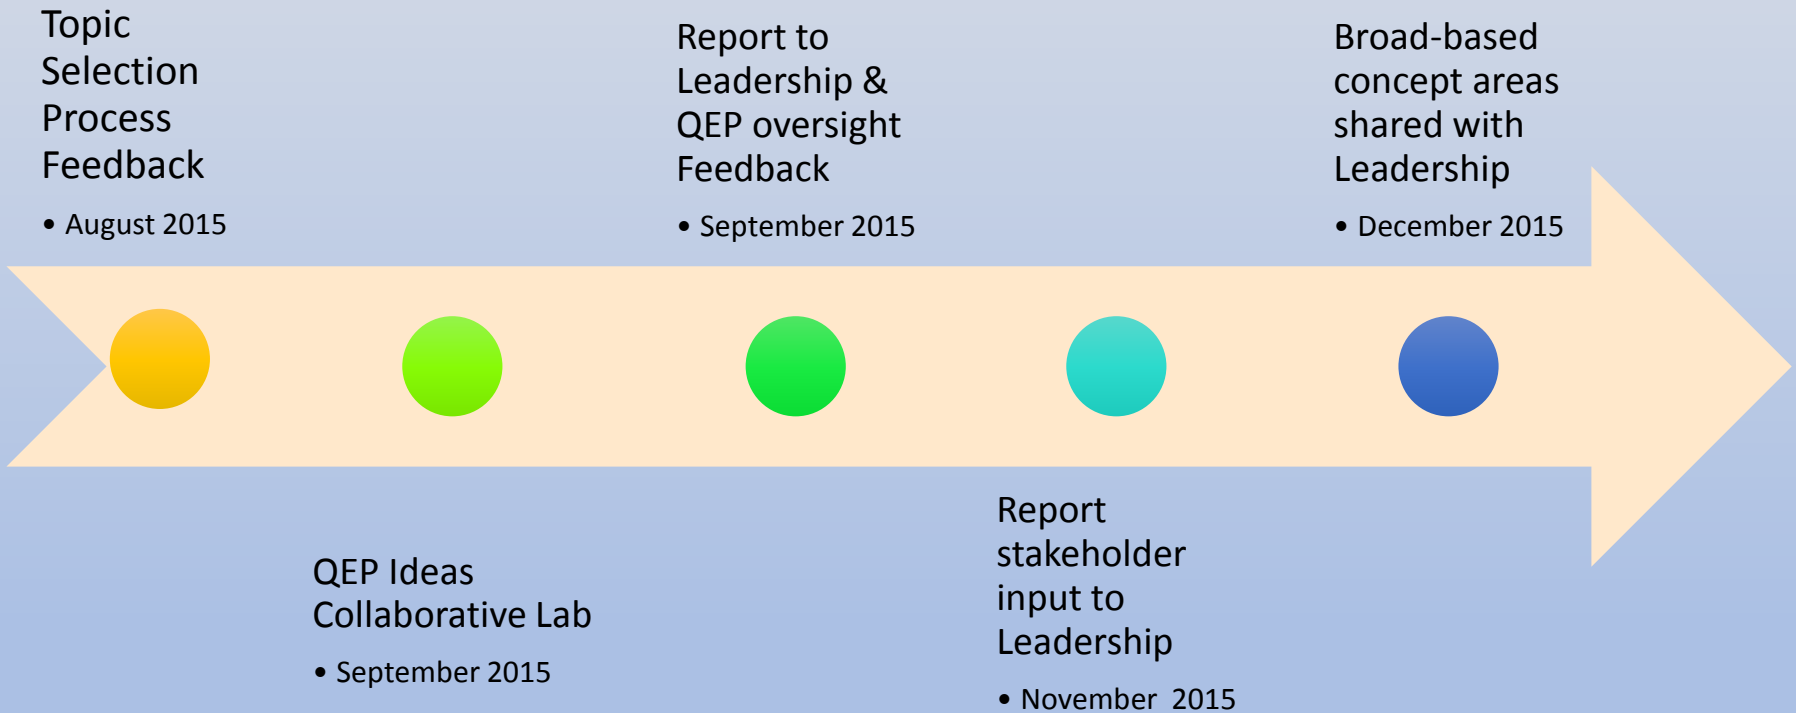 Topic
Selection
Process
Feedback
• August 2015
QEP Ideas
Collaborative Lab
• September 2015
Report to
Leadership &
QEP oversight
Feedback
• September 2015
Report
stakeholder
input to
Leadership
• November  2015
Broad-based
concept areas
shared with
Leadership
• December 2015